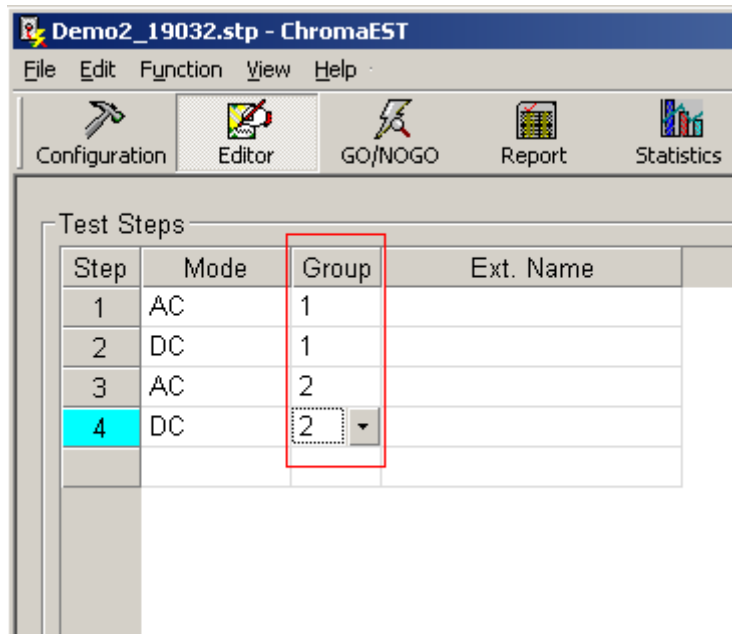 Demo2_19032.stp - ChromaEST
File Edit Function View Help
Configuration Editor GO/NOGO Report Statistics
Test Steps
Step Mode Group Ext. Name
1 AC 1
2 DC 1
3 AC 2
4 DC 2